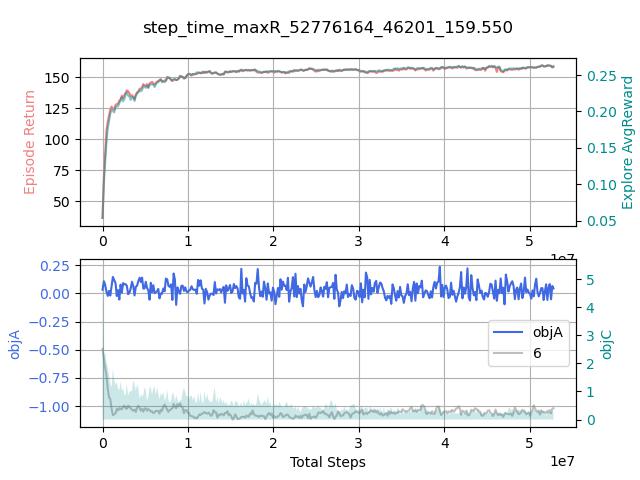 step_time_maxR_52776164_46201_159.550
150
125
100
75
50
Episode Return
0.25
0.20
0.15
0.10
0.05
Explore AvgReward
0 1 2 3 4 5
0.25
0.00
−0.25
−0.50
−0.75
−1.00
objA
5
4
3
2
1
0
objC
objA
6
0 1 2 3 4 5
1e7
Total Steps